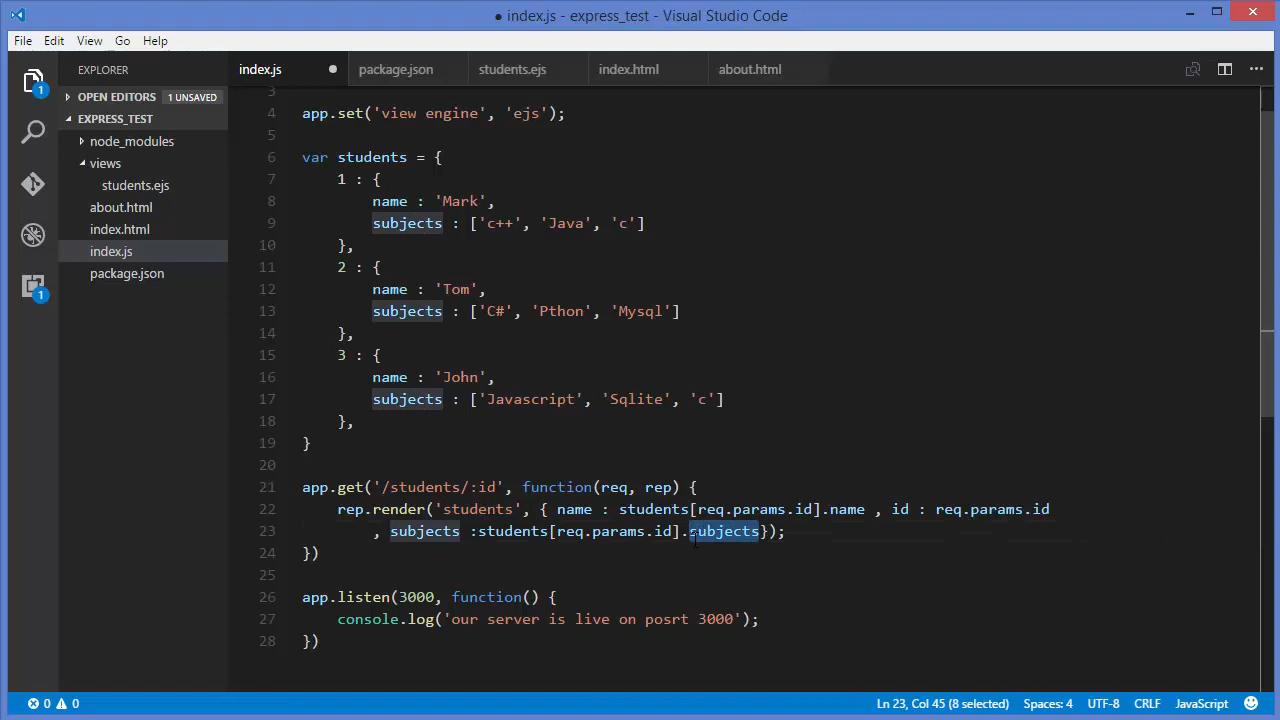 ● index.js - express_test - Visual Studio Code
File Edit View Go Help
EXPLORER
index.js
package.json
students.ejs
index.html
about.html
1
OPEN EDITORS 1 UNSAVED
EXPRESS_TEST
node_modules
views
students.ejs
about.html
index.html
index.js
package.json
1
3
4 app.set('view engine', 'ejs');
5
6 var students = {
7 1 : {
8 name : 'Mark',
9 subjects : ['c++', 'Java', 'c']
10 },
11 2 : {
12 name : 'Tom',
13 subjects : ['C#', 'Pthon', 'Mysql']
14 },
15 3 : {
16 name : 'John',
17 subjects : ['Javascript', 'Sqlite', 'c']
18 },
19 }
20
21 app.get('/students/:id', function(req, rep) {
22 rep.render('students', { name : students[req.params.id].name , id : req.params.id
23 , subjects :students[req.params.id].subjects});
24 })
25
26 app.listen(3000, function() {
27 console.log('our server is live on posrt 3000');
28 })
0 0 Ln 23, Col 45 (8 selected) Spaces: 4 UTF-8 CRLF JavaScript